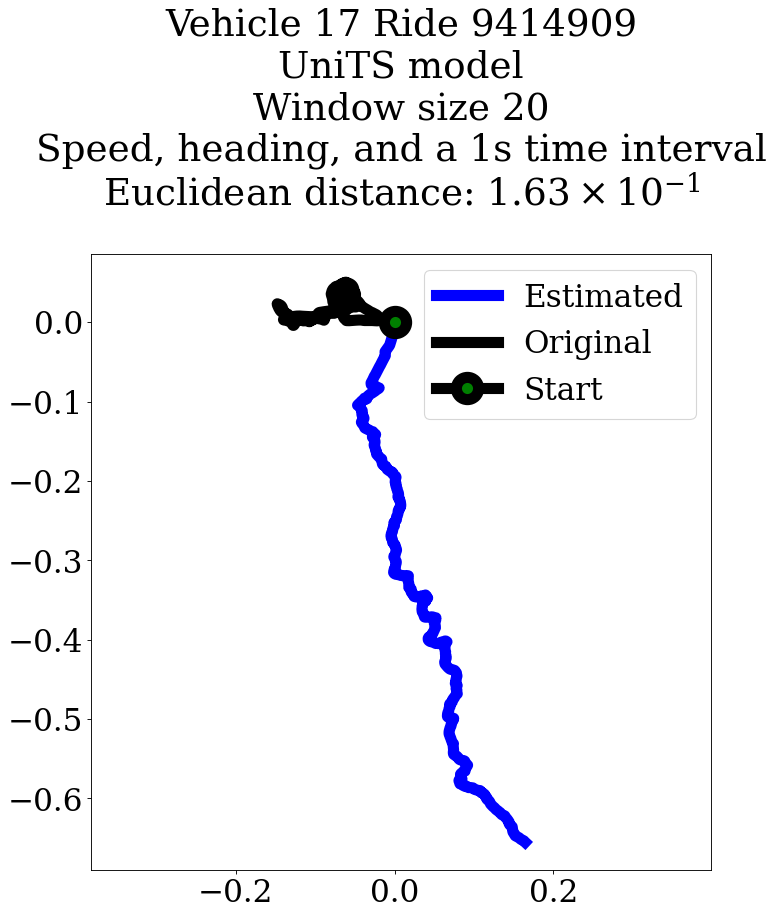 Vehicle 17 Ride 9414909
UniTS model
Window size 20
Speed, heading, and a 1s time interval
Euclidean distance: 1.63 × 10⁻¹
Estimated
Original
Start
0.0
−0.1
−0.2
−0.3
−0.4
−0.5
−0.6
−0.2 0.0 0.2